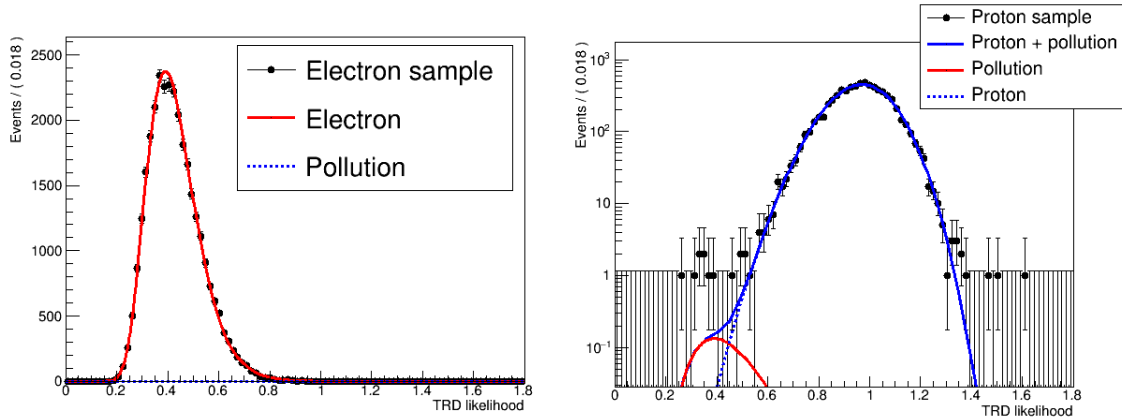 Events / ( 0.018 )
2500
2000
1500
1000
500
0
0 0.2 0.4 0.6 0.8 1 1.2 1.4 1.6 1.8
TRD likelihood
Electron sample
Electron
Pollution
Events / ( 0.018 )
10³
10²
10
1
10⁻¹
0 0.2 0.4 0.6 0.8 1 1.2 1.4 1.6 1.8
TRD likelihood
Proton sample
Proton + pollution
Pollution
Proton